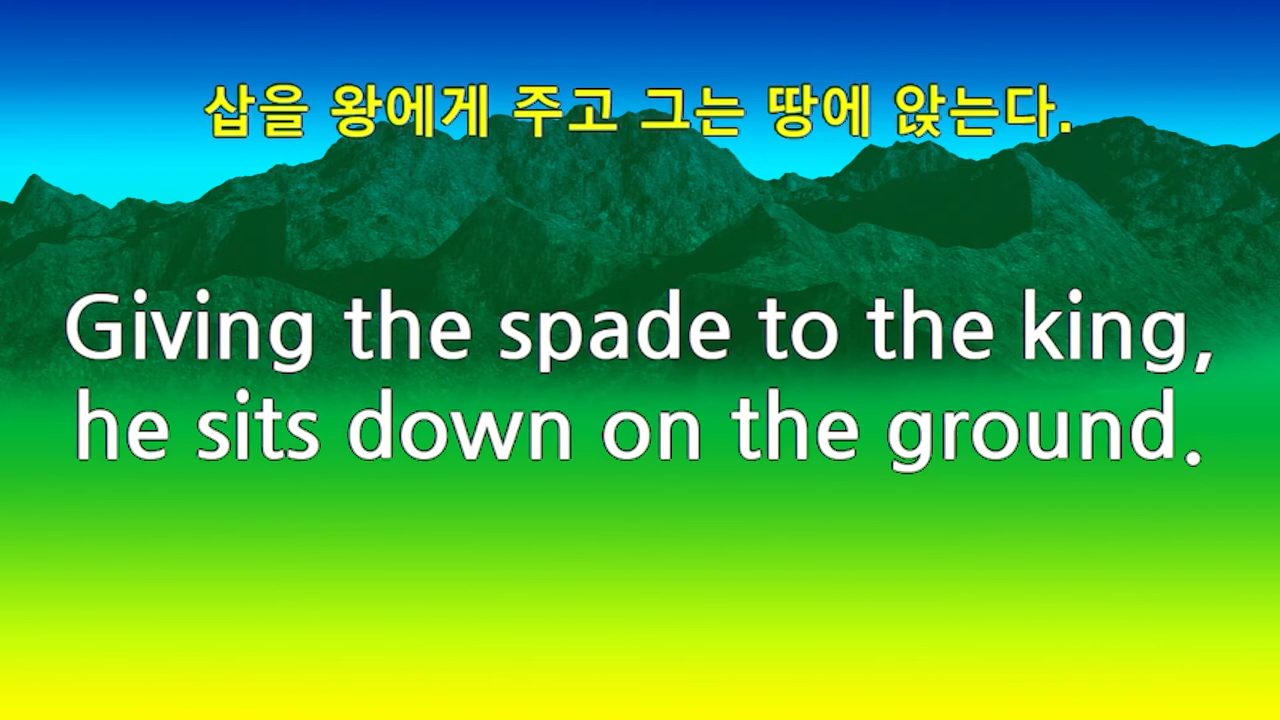 삽을 왕에게 주고 그는 땅에 앉는다.
Giving the spade to the king,
he sits down on the ground.